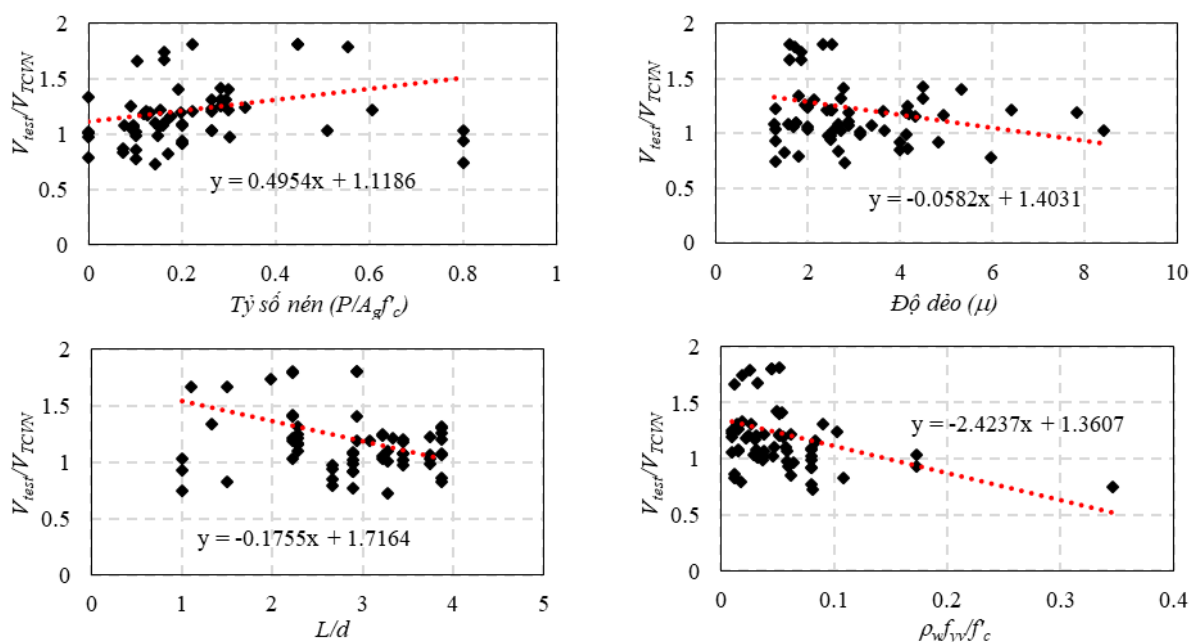 2
1.5
1
0.5
0
V_test/V_TCVN
y = 0.4954x + 1.1186
0 0.2 0.4 0.6 0.8 1
Tỷ số nén (P/A_g f'_c)
2
1.5
1
0.5
0
V_test/V_TCVN
y = -0.0582x + 1.4031
0 2 4 6 8 10
Độ dẻo (μ)
2
1.5
1
0.5
0
V_test/V_TCVN
y = -0.1755x + 1.7164
0 1 2 3 4 5
L/d
2
1.5
1
0.5
0
V_test/V_TCVN
y = -2.4237x + 1.3607
0 0.1 0.2 0.3 0.4
ρ_w f_yv/f'_c